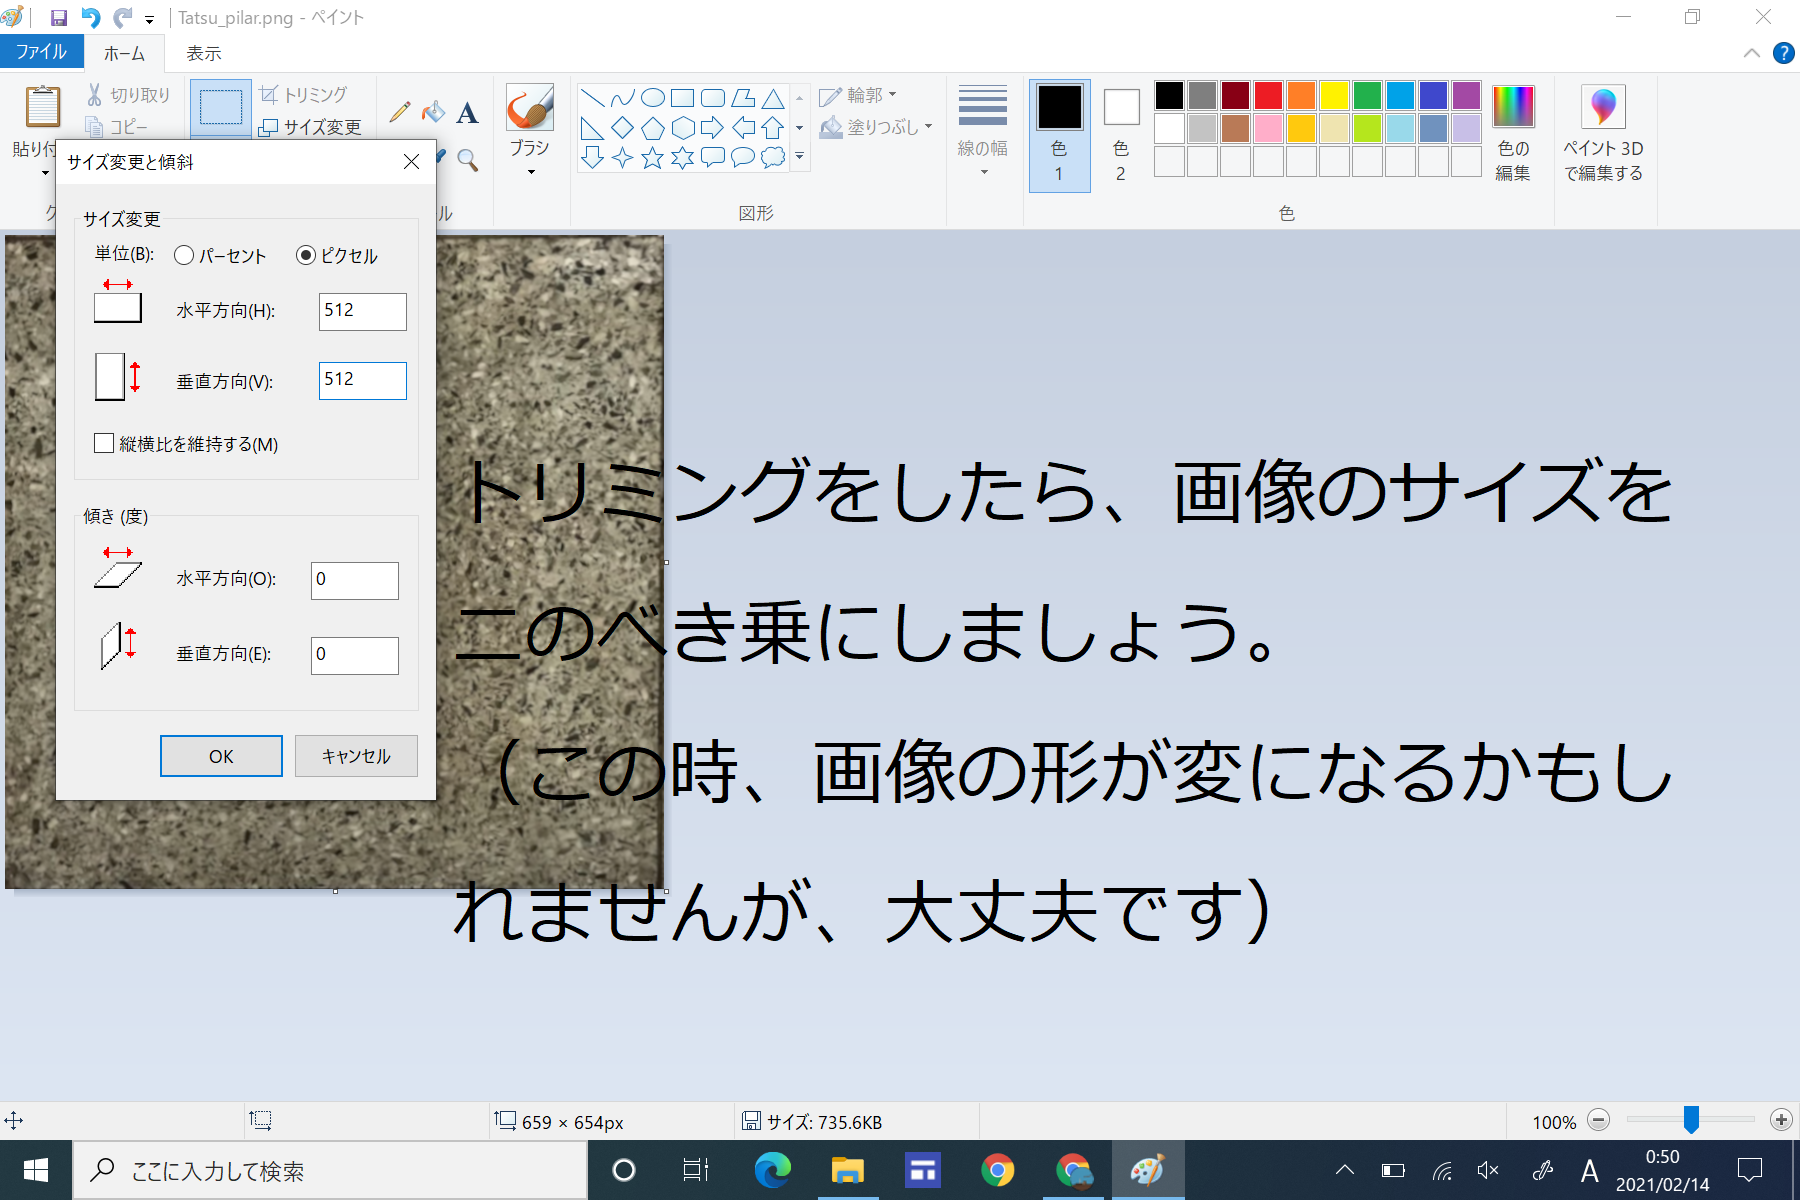 Tatsu_pilar.png - ペイント
ファイル ホーム 表示
切り取り
コピー
トリミング
サイズ変更
A
ブラシ
輪郭
塗りつぶし
線の幅
色
1
色
2
色の
編集
ペイント 3D
で編集する
図形
色
サイズ変更と傾斜
サイズ変更
単位(B): パーセント ピクセル
水平方向(H): 512
垂直方向(V): 512
縦横比を維持する(M)
傾き (度)
水平方向(O): 0
垂直方向(E): 0
OK キャンセル
トリミングをしたら、画像のサイズを
二のべき乗にしましょう。
（この時、画像の形が変になるかもし
れませんが、大丈夫です）
659 × 654px サイズ: 735.6KB 100%
ここに入力して検索
A
0:50
2021/02/14